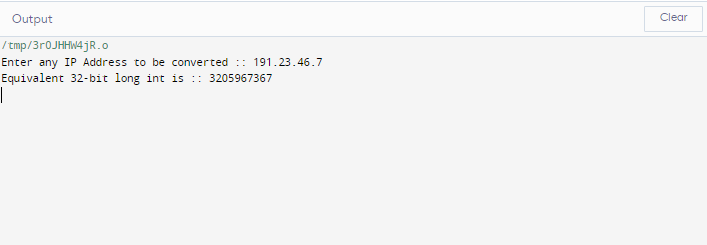 Output
Clear
/tmp/3rOJHHW4jR.o
Enter any IP Address to be converted :: 191.23.46.7
Equivalent 32-bit long int is :: 3205967367